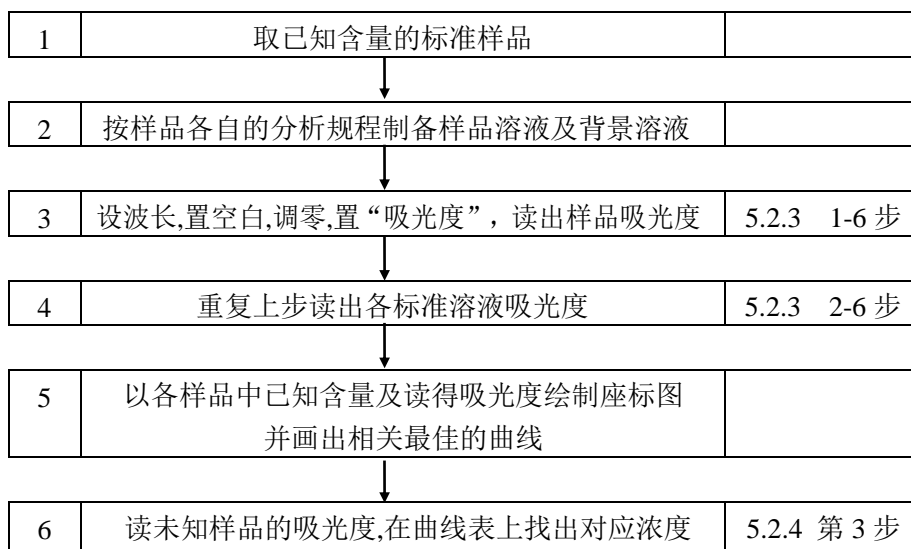 1 取已知含量的标准样品
2 按样品各自的分析规程制备样品溶液及背景溶液
3 设波长,置空白,调零,置“吸光度”，读出样品吸光度 5.2.3 1-6 步
4 重复上步读出各标准溶液吸光度 5.2.3 2-6 步
5 以各样品中已知含量及读得吸光度绘制座标图
并画出相关最佳的曲线
6 读未知样品的吸光度,在曲线表上找出对应浓度 5.2.4 第 3 步